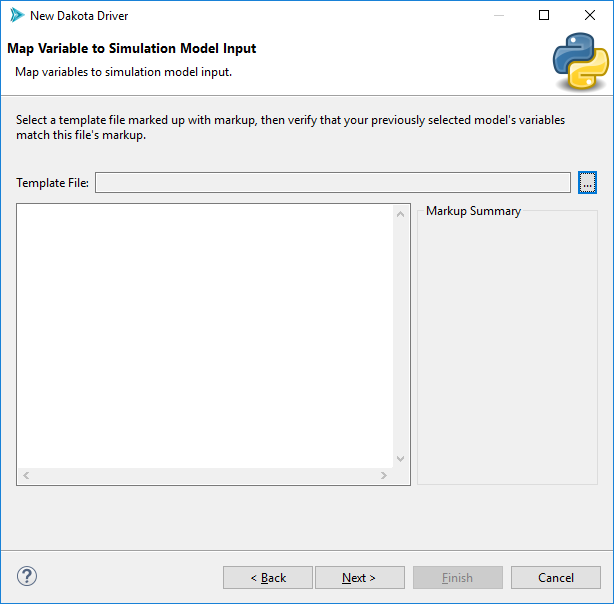 New Dakota Driver
Map Variable to Simulation Model Input
Map variables to simulation model input.
Select a template file marked up with markup, then verify that your previously selected model's variables
match this file's markup.
Template File:
...
Markup Summary
?
< Back
Next >
Finish
Cancel